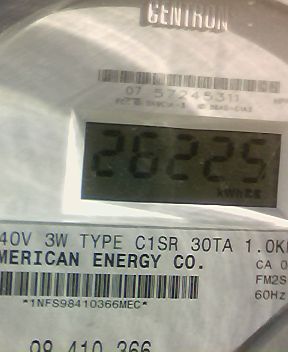 CENTRON
07 57245311
26225
kWh
40V 3W TYPE C1SR 30TA 1.0K
MERICAN ENERGY CO.
CA 0
FM2S
60Hz
*1NFS98410366MEC*
98 410 366